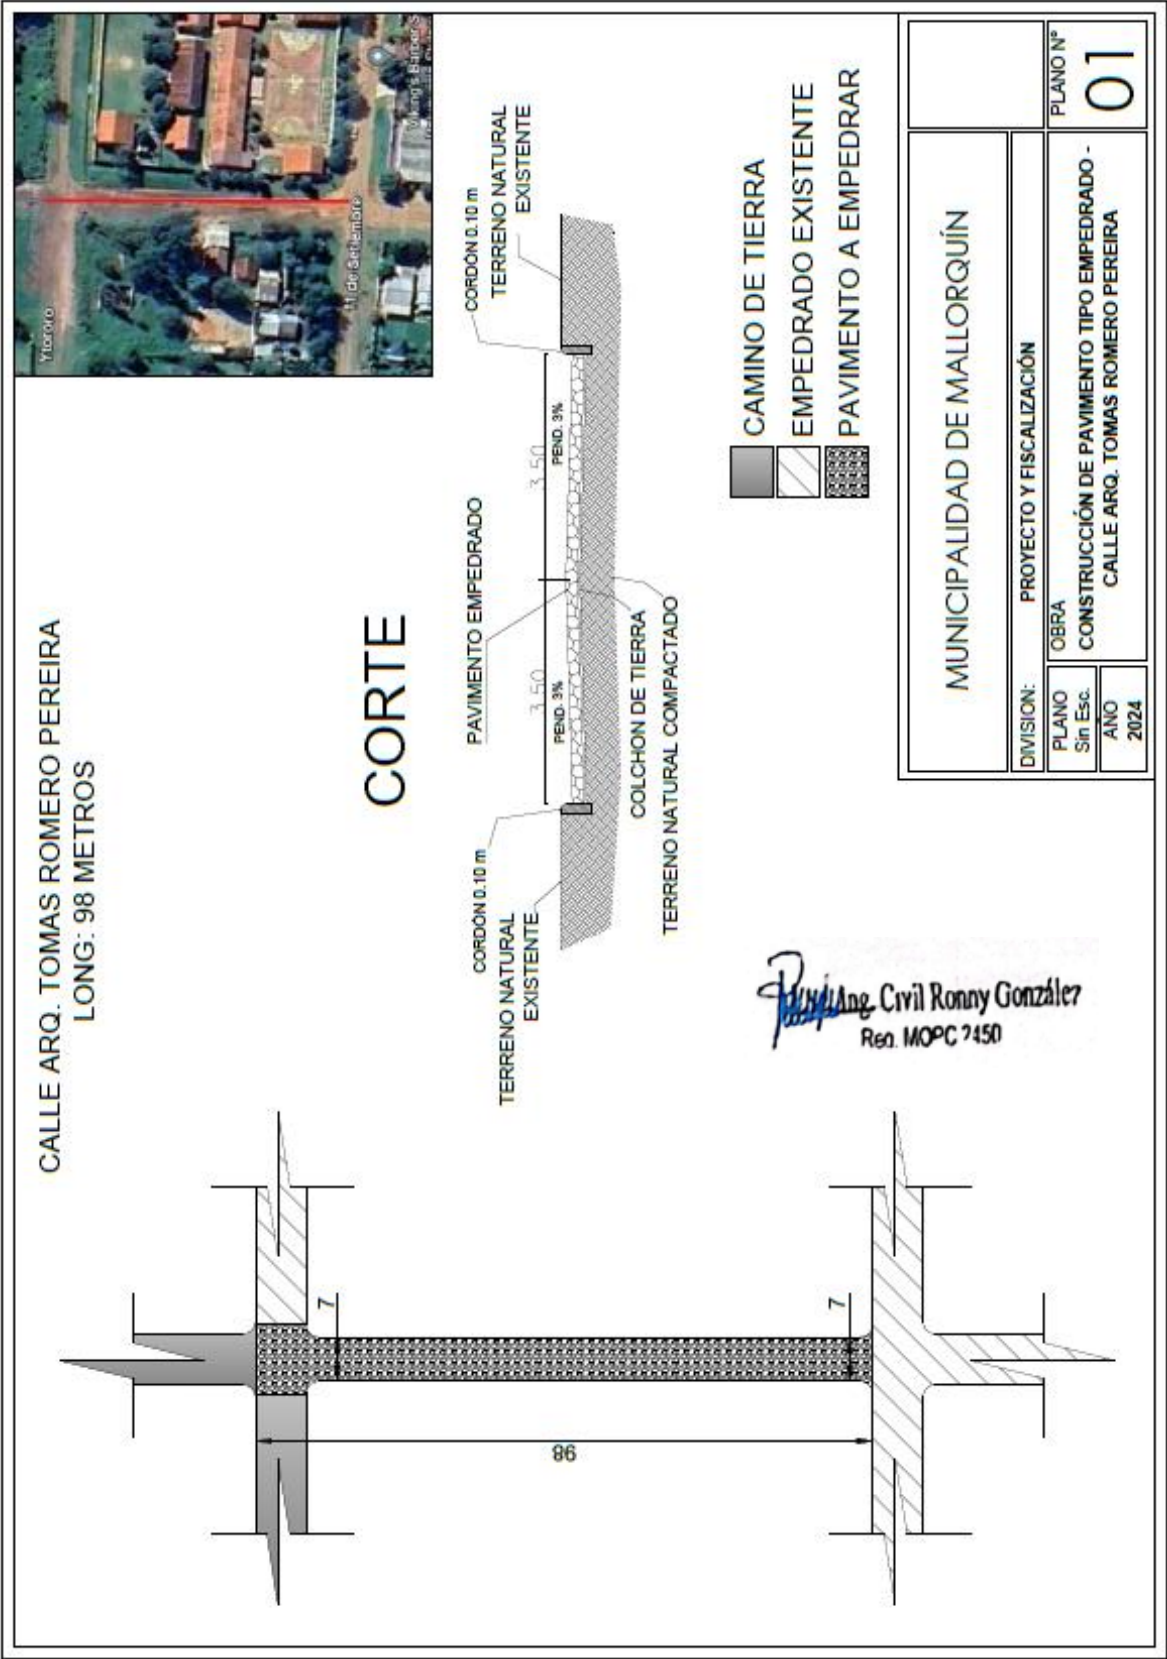 CALLE ARQ. TOMAS ROMERO PEREIRA
LONG: 98 METROS
Ytororo
11 de Setiembre
CORTE
CORDÓN 0.10 m
TERRENO NATURAL
EXISTENTE
PAVIMENTO EMPEDRADO
CORDÓN 0.10 m
TERRENO NATURAL
EXISTENTE
3,50
3,50
PEND. 3%
PEND. 3%
COLCHON DE TIERRA
TERRENO NATURAL COMPACTADO
7
7
98
CAMINO DE TIERRA
EMPEDRADO EXISTENTE
PAVIMENTO A EMPEDRAR
Ing. Civil Ronny González
Reg. MOPC 2450
MUNICIPALIDAD DE MALLORQUÍN
DIVISION:
PROYECTO Y FISCALIZACIÓN
PLANO
Sin Esc.
AÑO
2024
OBRA
CONSTRUCCIÓN DE PAVIMENTO TIPO EMPEDRADO -
CALLE ARQ. TOMAS ROMERO PEREIRA
PLANO Nº
01